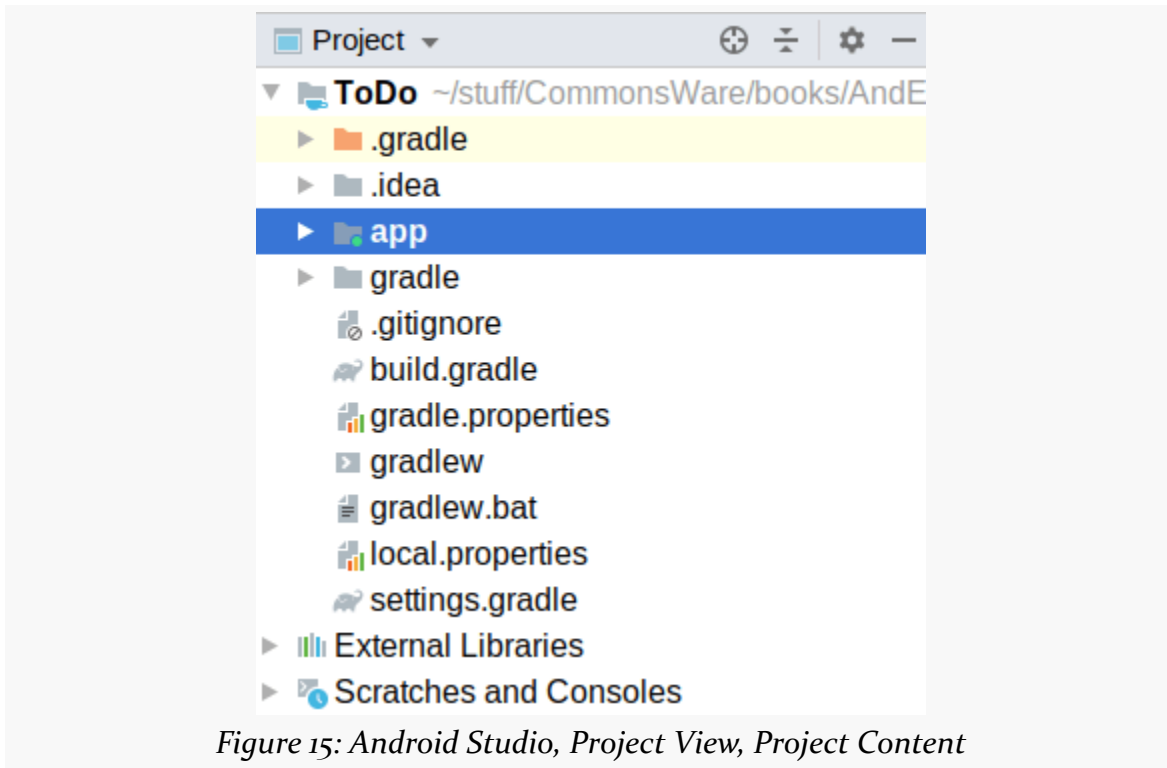 Project
ToDo ~/stuff/CommonsWare/books/AndE
.gradle
.idea
app
gradle
.gitignore
build.gradle
gradle.properties
gradlew
gradlew.bat
local.properties
settings.gradle
External Libraries
Scratches and Consoles
Figure 15: Android Studio, Project View, Project Content